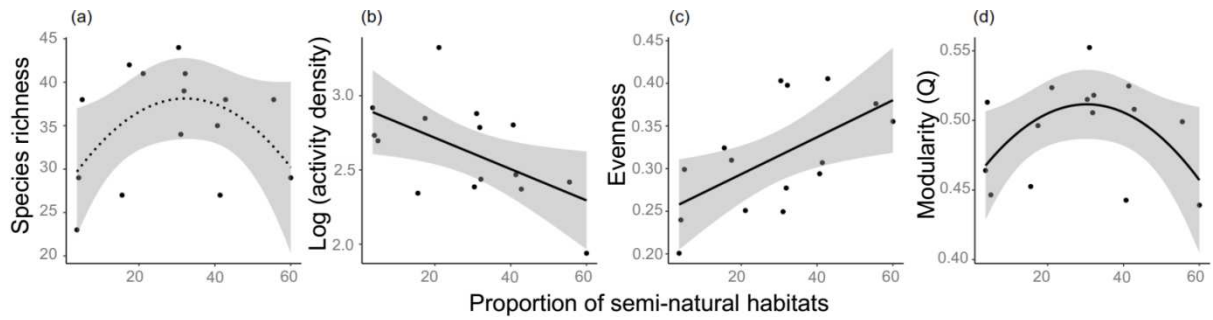 (a) (b) (c) (d)
Species richness
45
40
35
30
25
20
20 40 60
Log (activity density)
3.0
2.5
2.0
20 40 60
Evenness
0.40
0.35
0.30
0.25
0.20
20 40 60
Modularity (Q)
0.55
0.50
0.45
0.40
20 40 60
Proportion of semi-natural habitats